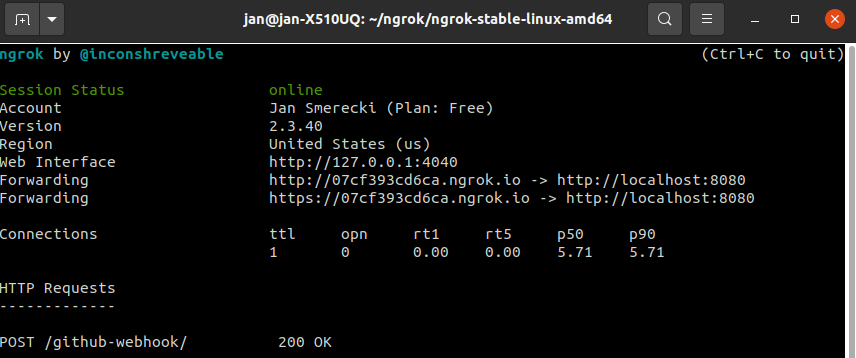 jan@jan-X510UQ: ~/ngrok/ngrok-stable-linux-amd64
ngrok by @inconshreveable (Ctrl+C to quit)
Session Status online
Account Jan Smerecki (Plan: Free)
Version 2.3.40
Region United States (us)
Web Interface http://127.0.0.1:4040
Forwarding http://07cf393cd6ca.ngrok.io -> http://localhost:8080
Forwarding https://07cf393cd6ca.ngrok.io -> http://localhost:8080
Connections ttl opn rt1 rt5 p50 p90
1 0 0.00 0.00 5.71 5.71
HTTP Requests
-------------
POST /github-webhook/ 200 OK